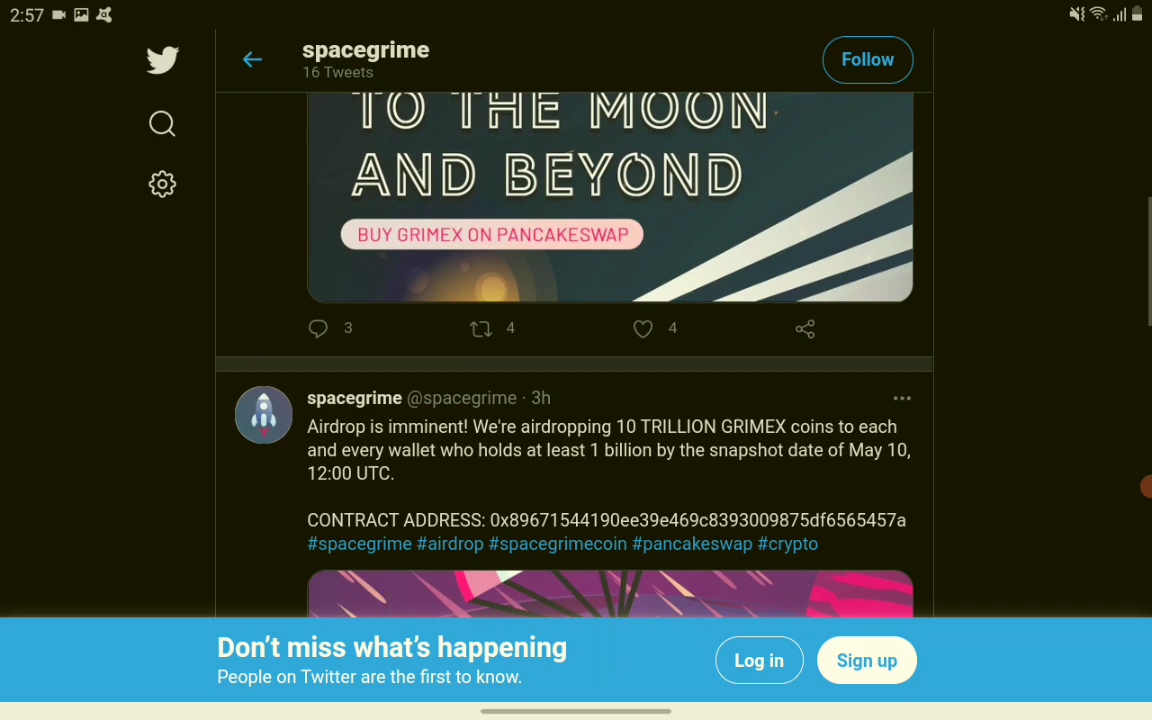 2:57
spacegrime
16 Tweets
Follow
TO THE MOON
AND BEYOND
BUY GRIMEX ON PANCAKESWAP
3
4
4
spacegrime @spacegrime · 3h
Airdrop is imminent! We're airdropping 10 TRILLION GRIMEX coins to each
and every wallet who holds at least 1 billion by the snapshot date of May 10,
12:00 UTC.
CONTRACT ADDRESS: 0x89671544190ee39e469c8393009875df6565457a
#spacegrime #airdrop #spacegrimecoin #pancakeswap #crypto
Don't miss what's happening
People on Twitter are the first to know.
Log in
Sign up